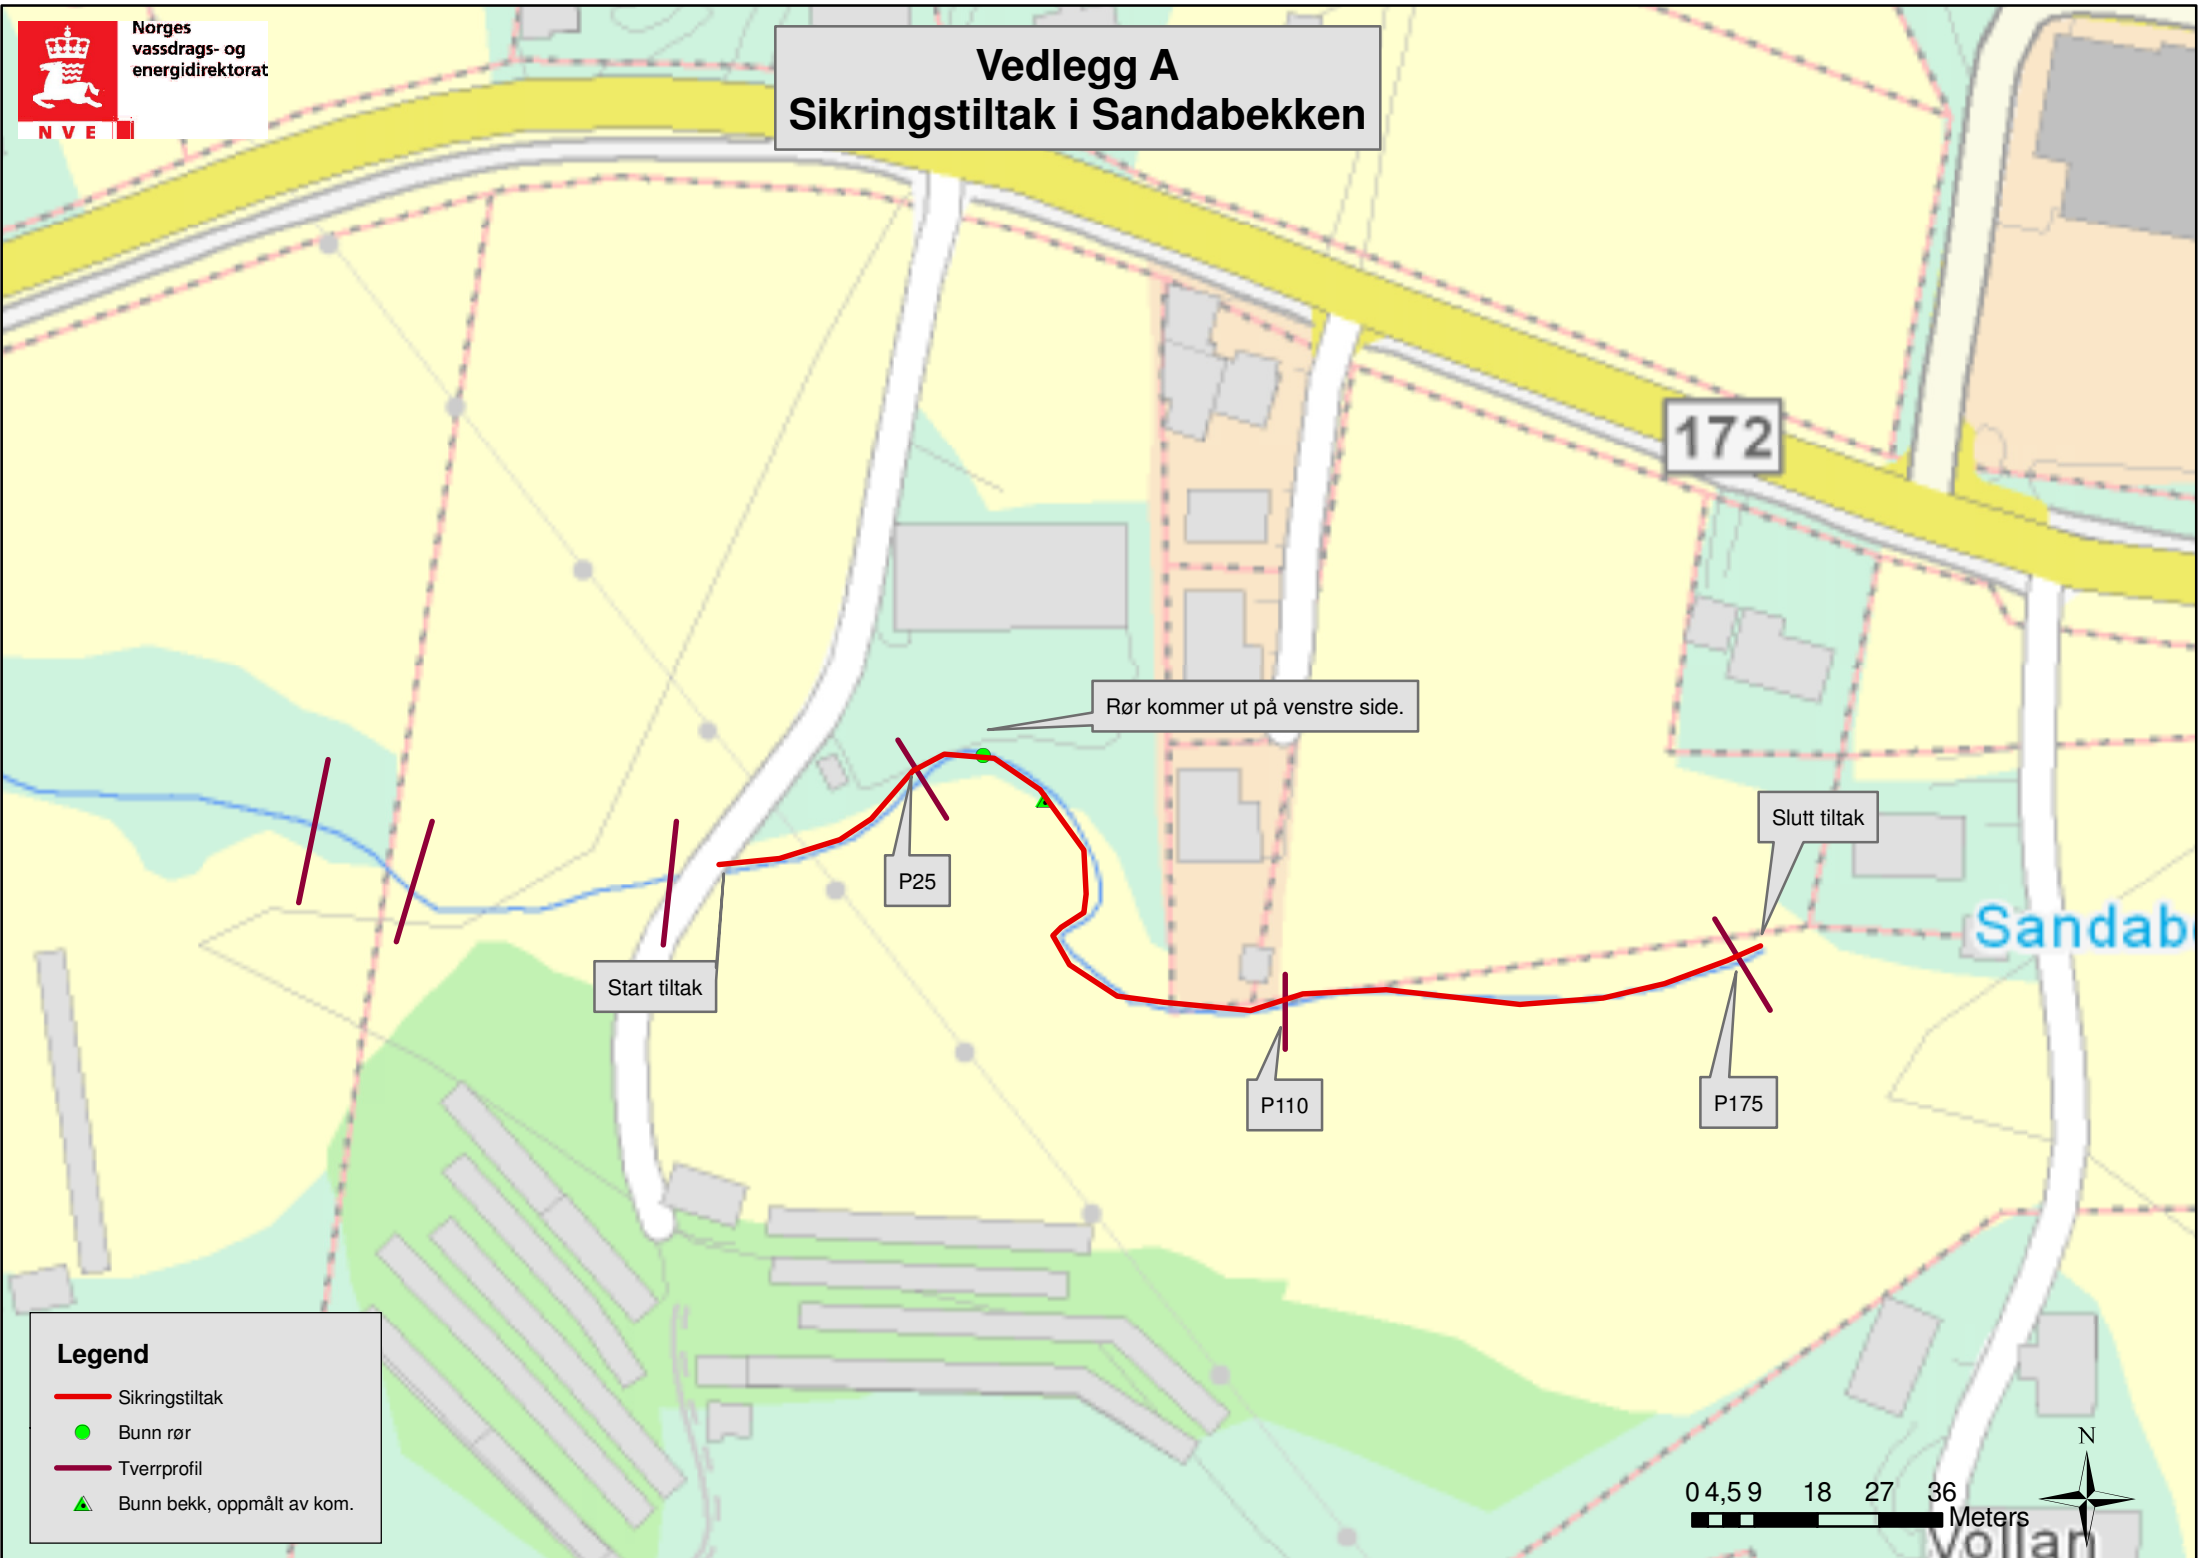 Norges
vassdrags- og
energidirektorat
N V E
Vedlegg A
Sikringstiltak i Sandabekken
172
Rør kommer ut på venstre side.
Slutt tiltak
P25
Sandab
Start tiltak
P110
P175
Legend
Sikringstiltak
Bunn rør
Tverrprofil
Bunn bekk, oppmålt av kom.
N
0 4,5 9 18 27 36
Meters
Vollan